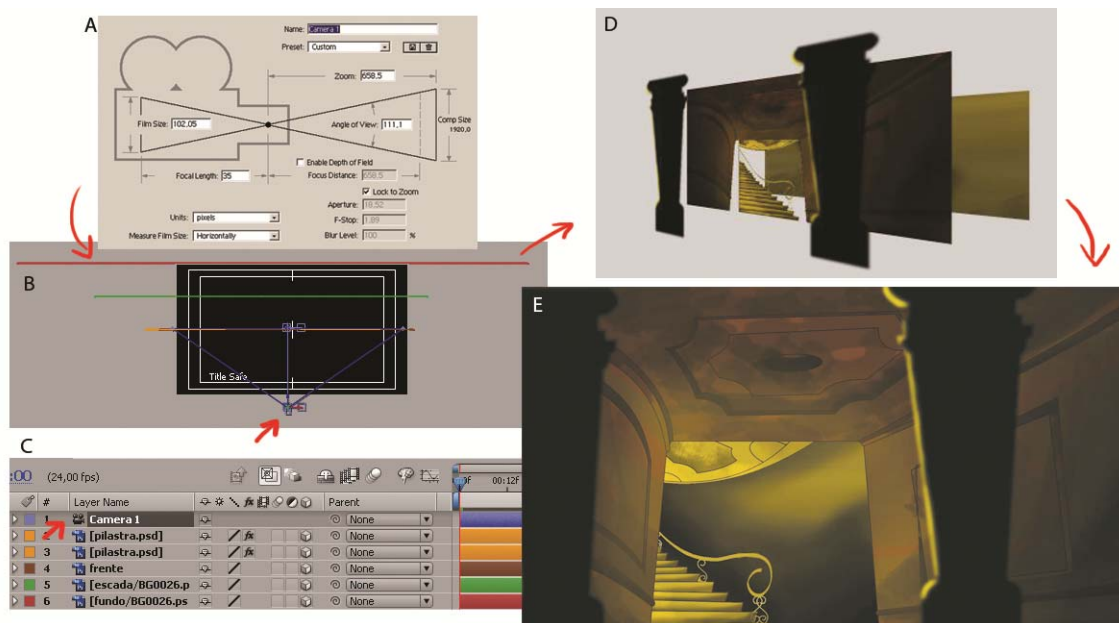 A
Name: Camera 1
Preset: Custom
Zoom: 658,5
Film Size: 102,05
Angle of View: 111,1
Comp Size
1920,0
Enable Depth of Field
Focal Length: 35
Focus Distance: 658,5
Lock to Zoom
Aperture: 18,52
Units: pixels
F-Stop: 1,89
Measure Film Size: Horizontally
Blur Level: 100 %
B
Title Safe
C
:00 (24,00 fps)
0F 00:12F
# Layer Name Parent
1 Camera 1 None
2 [pilastra.psd] fx None
3 [pilastra.psd] fx None
4 frente None
5 [escada/BG0026.p None
6 [fundo/BG0026.ps None
D
E